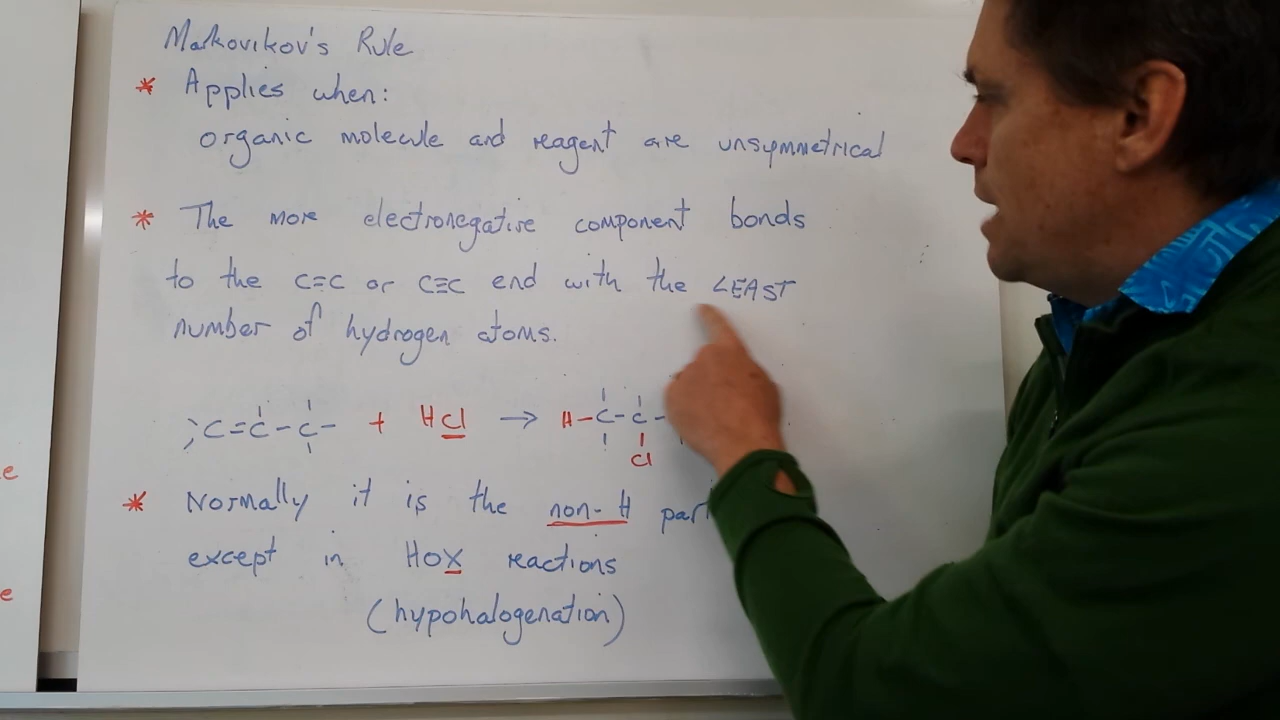 Markovikov's Rule
* Applies when:
organic molecule and reagent are unsymmetrical
* The more electronegative component bonds
to the C=C or C≡C end with the LEAST
number of hydrogen atoms.
C=C-C- + HCl → H-C-C-
Cl
* Normally it is the non-H par
except in HOX reactions
(hypohalogenation)
e
e